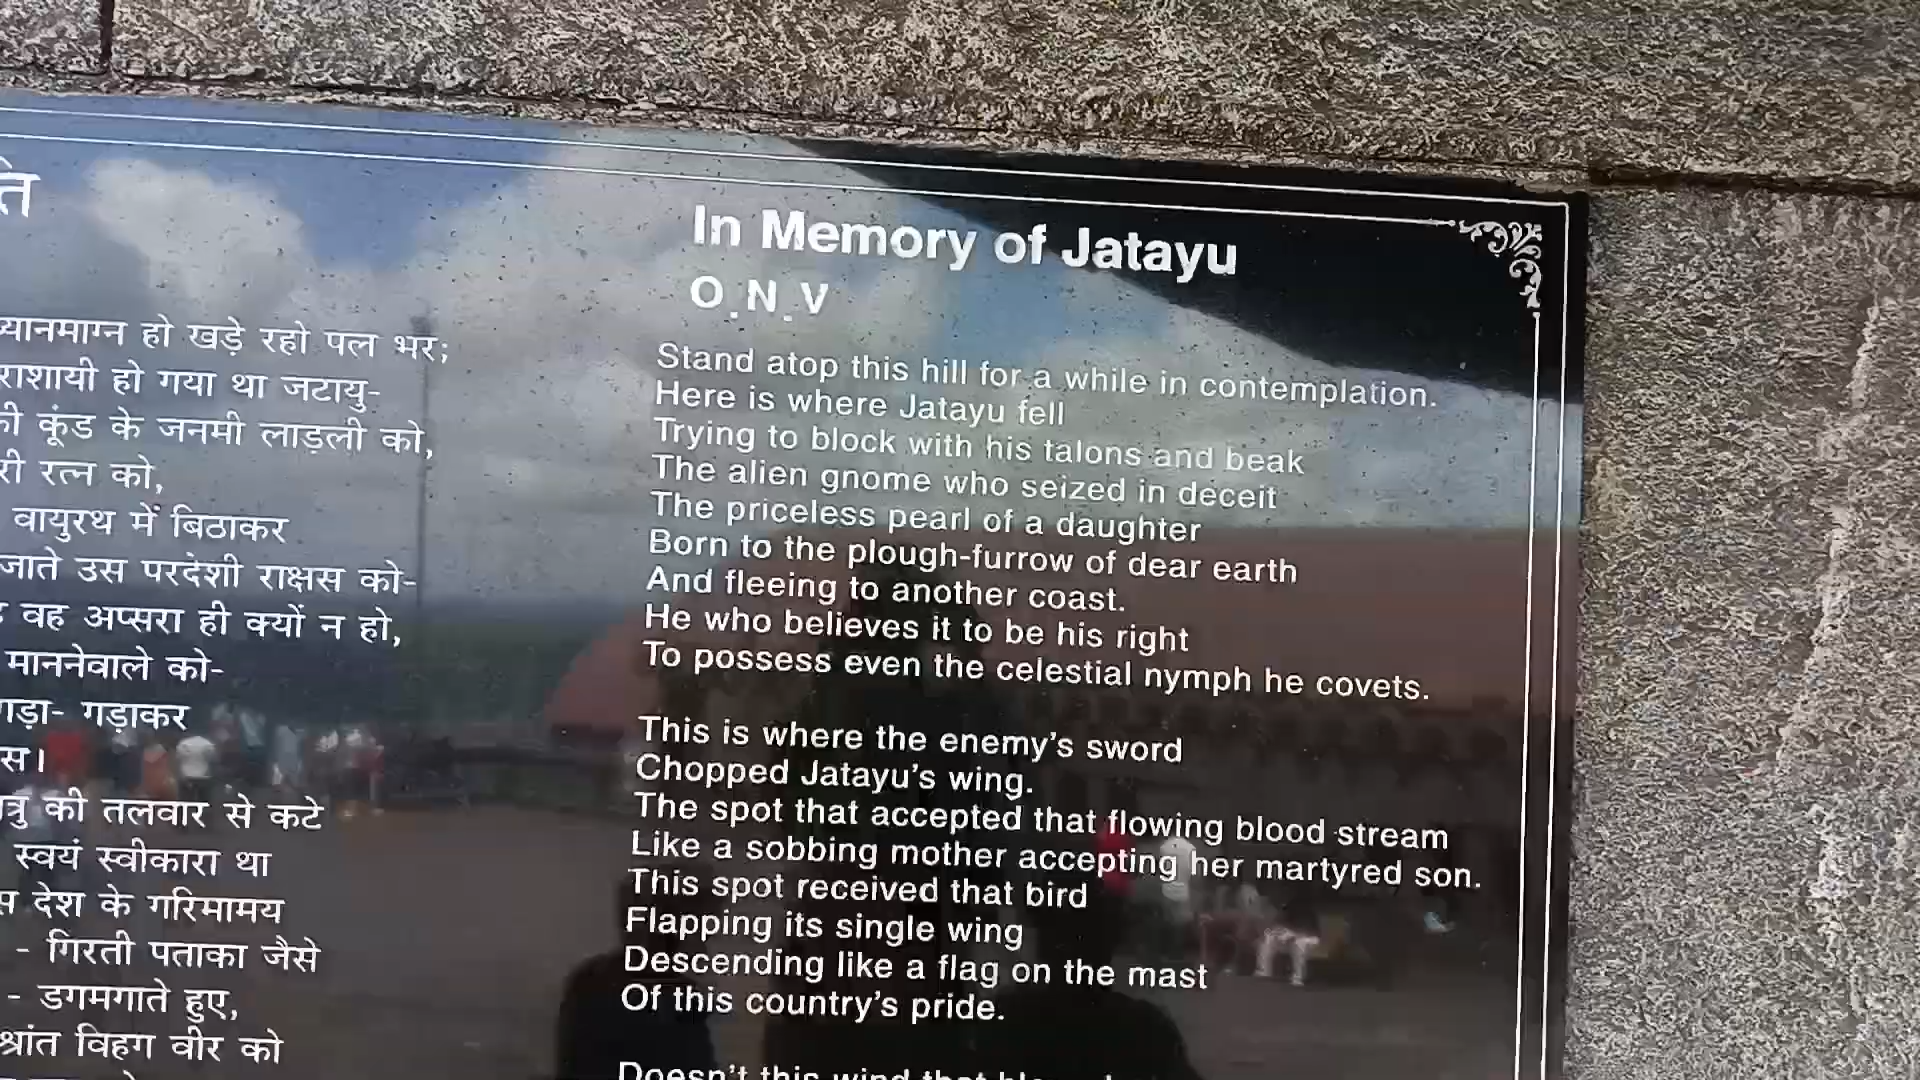 ति
ध्यानमाग्न हो खड़े रहो पल भर;
राशायी हो गया था जटायु-
की कूंड के जनमी लाड़ली को,
री रत्न को,
वायुरथ में बिठाकर
जाते उस परदेशी राक्षस को-
वह अप्सरा ही क्यों न हो,
माननेवाले को-
गड़ा- गड़ाकर
स।
त्रु की तलवार से कटे
स्वयं स्वीकारा था
स देश के गरिमामय
- गिरती पताका जैसे
- डगमगाते हुए,
श्रांत विहग वीर को
In Memory of Jatayu
O.N.V
Stand atop this hill for a while in contemplation.
Here is where Jatayu fell
Trying to block with his talons and beak
The alien gnome who seized in deceit
The priceless pearl of a daughter
Born to the plough-furrow of dear earth
And fleeing to another coast.
He who believes it to be his right
To possess even the celestial nymph he covets.
This is where the enemy's sword
Chopped Jatayu's wing.
The spot that accepted that flowing blood stream
Like a sobbing mother accepting her martyred son.
This spot received that bird
Flapping its single wing
Descending like a flag on the mast
Of this country's pride.
Doesn't this wind that